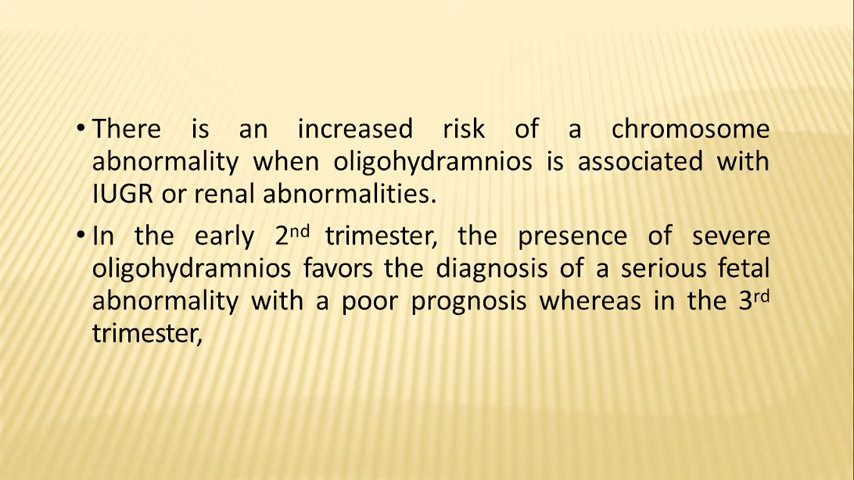 • There is an increased risk of a chromosome
abnormality when oligohydramnios is associated with
IUGR or renal abnormalities.
• In the early 2nd trimester, the presence of severe
oligohydramnios favors the diagnosis of a serious fetal
abnormality with a poor prognosis whereas in the 3rd
trimester,